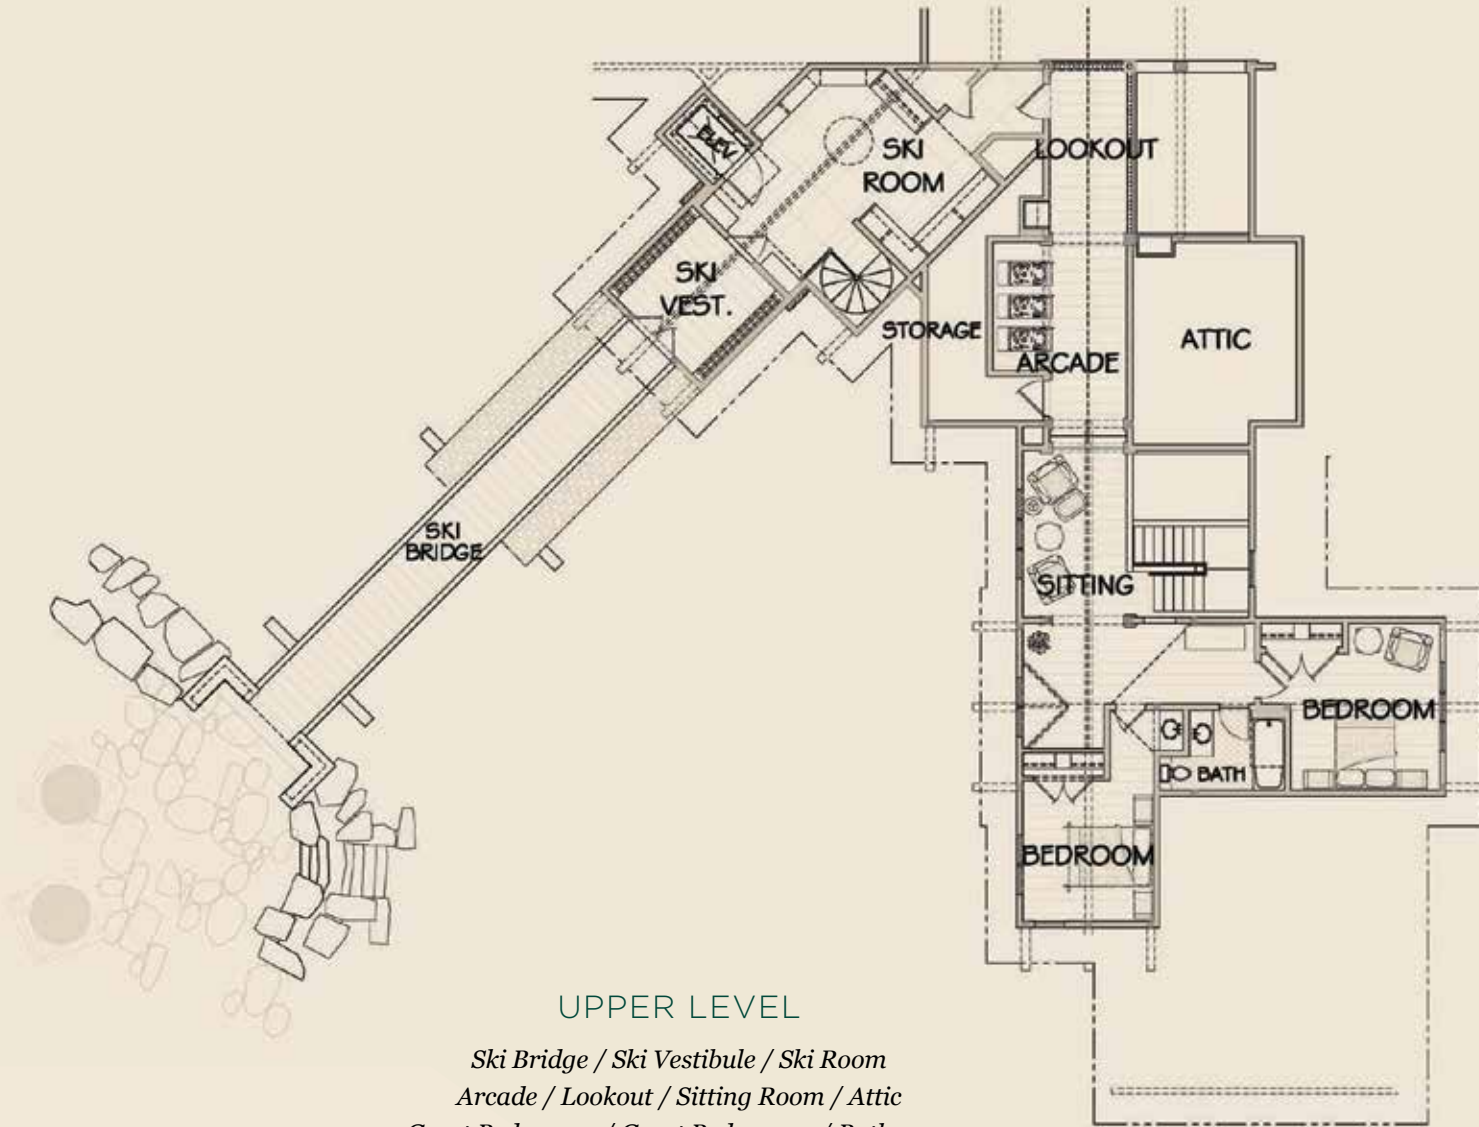 ELEV
SKI
ROOM
LOOKOUT
SKI
VEST.
STORAGE
ARCADE
ATTIC
SKI
BRIDGE
SITTING
BEDROOM
BATH
BEDROOM
UPPER LEVEL
Ski Bridge / Ski Vestibule / Ski Room
Arcade / Lookout / Sitting Room / Attic